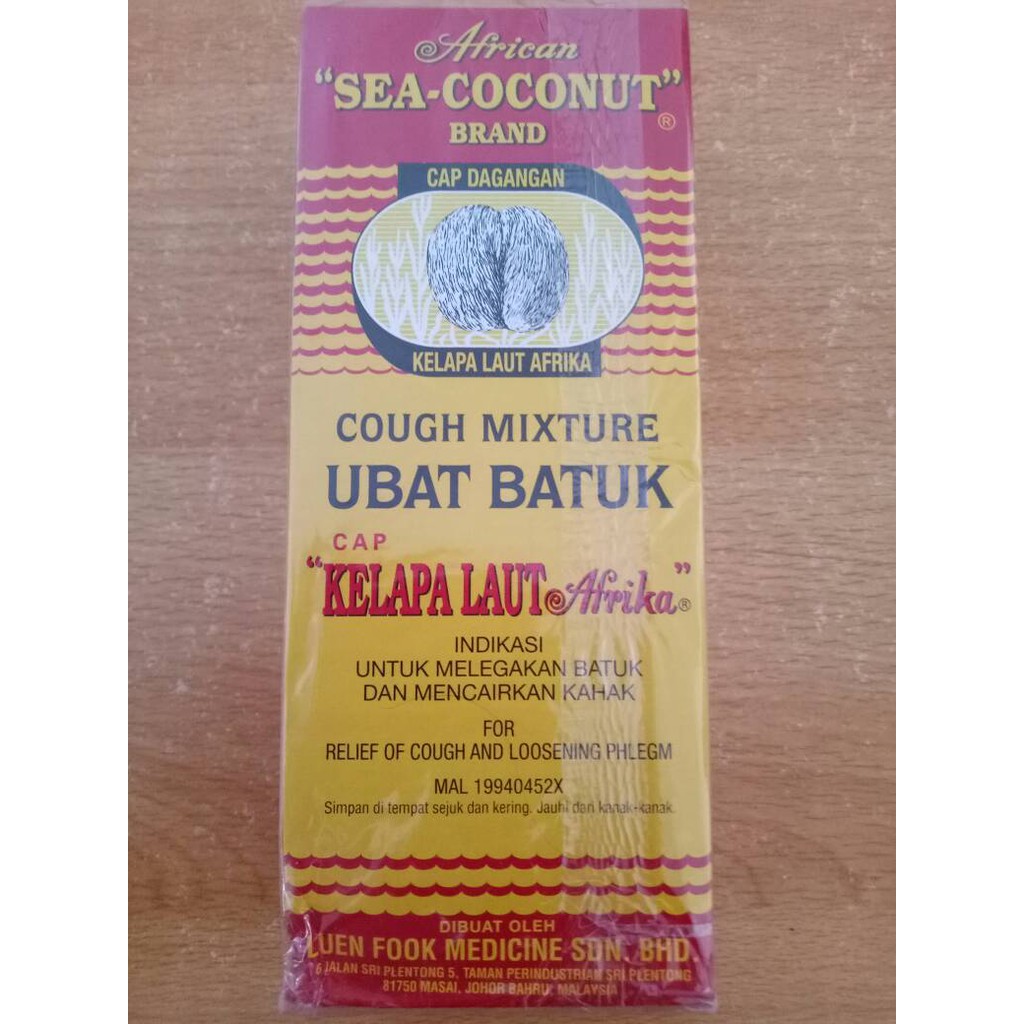 African
"SEA-COCONUT"®
BRAND
CAP DAGANGAN
KELAPA LAUT AFRIKA
COUGH MIXTURE
UBAT BATUK
CAP
"KELAPA LAUT Afrika"®
INDIKASI
UNTUK MELEGAKAN BATUK
DAN MENCAIRKAN KAHAK
FOR
RELIEF OF COUGH AND LOOSENING PHLEGM
MAL 19940452X
Simpan di tempat sejuk dan kering. Jauhi dari kanak-kanak.
DIBUAT OLEH
LUEN FOOK MEDICINE SDN. BHD.
16 JALAN SRI PLENTONG 5, TAMAN PERINDUSTRIAN SRI PLENTONG
81750 MASAI, JOHOR BAHRU, MALAYSIA